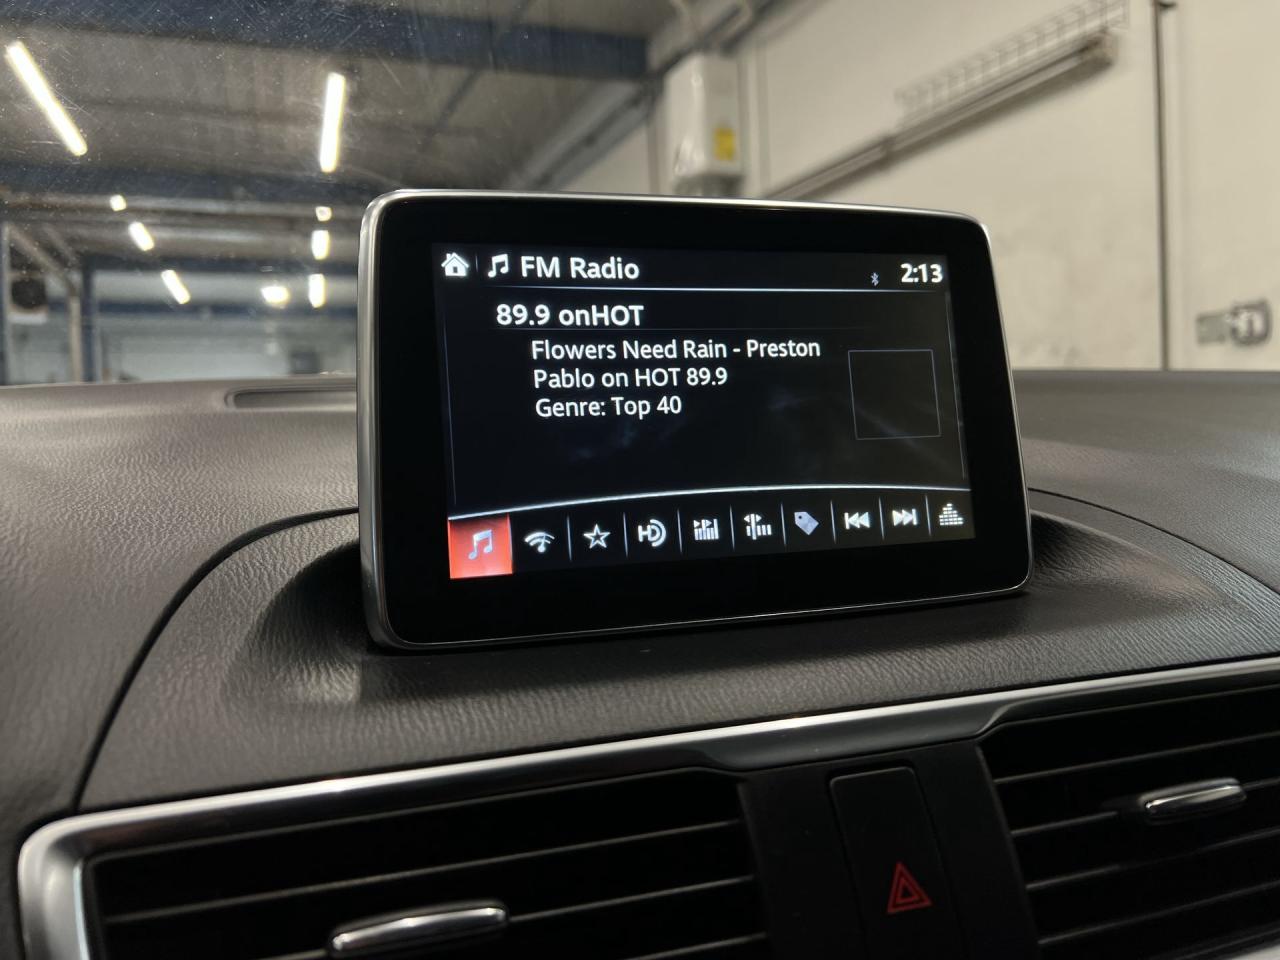 FM Radio
2:13
89.9 onHOT
Flowers Need Rain - Preston
Pablo on HOT 89.9
Genre: Top 40
HD